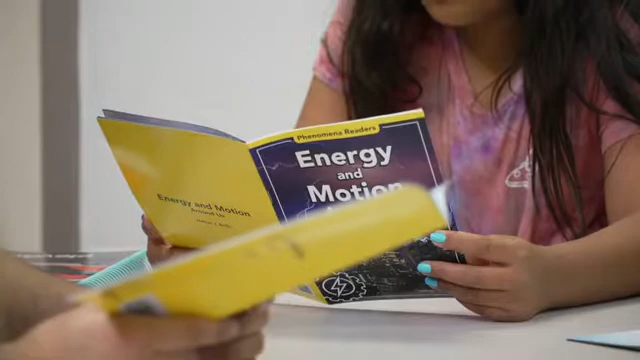 Phenomena Readers
Energy
and
Motion
Energy and Motion
Around Us